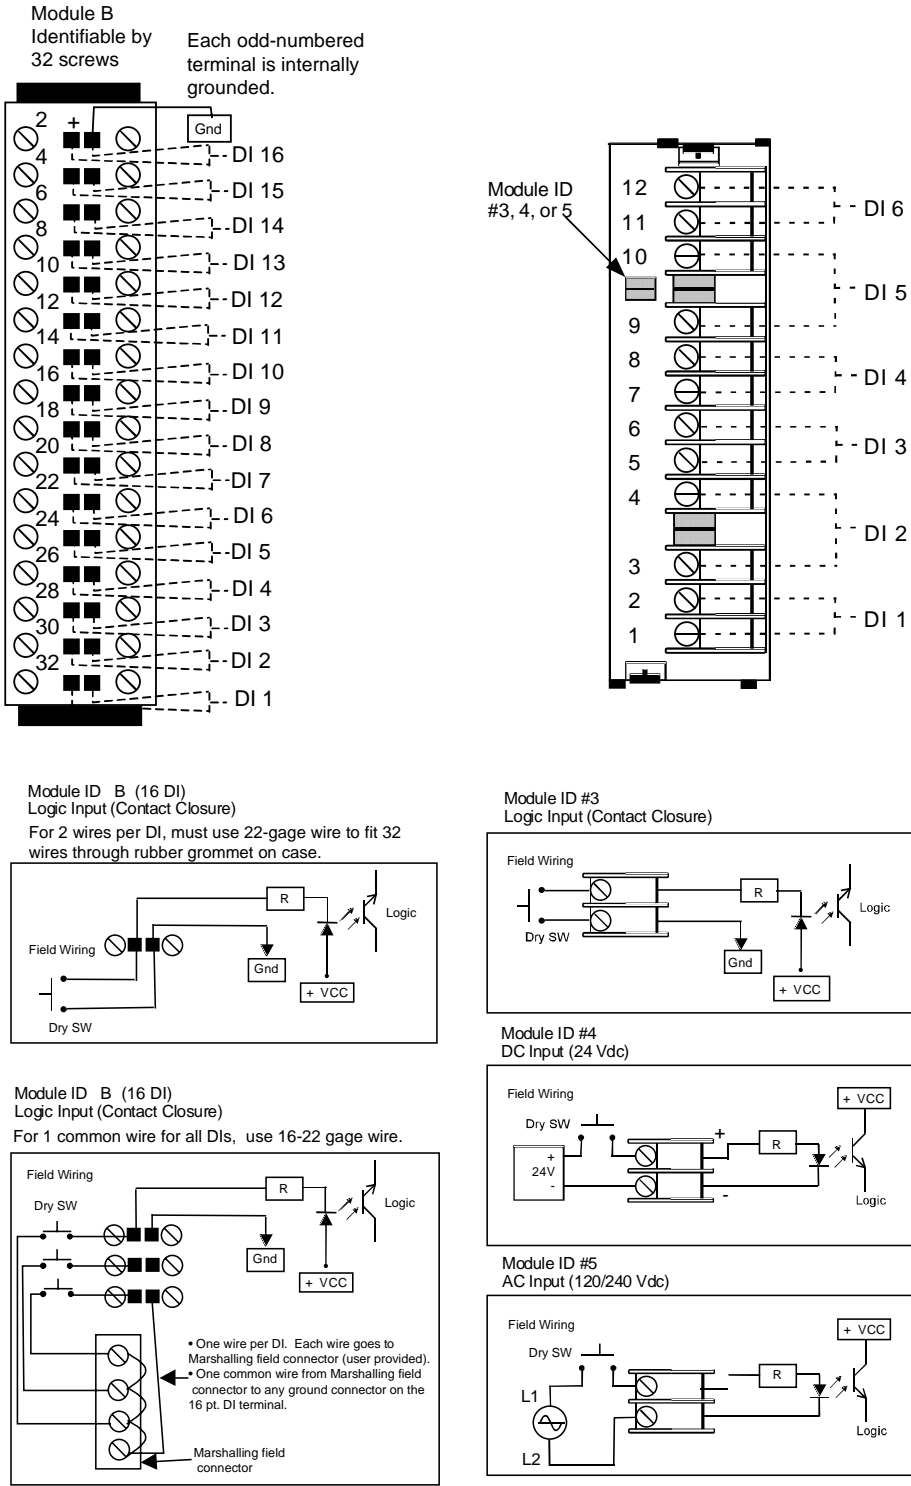 Module B
Identifiable by
32 screws
Each odd-numbered
terminal is internally
grounded.
2
+
Gnd
4
DI 16
6
DI 15
8
DI 14
10
DI 13
12
DI 12
14
DI 11
16
DI 10
18
DI 9
20
DI 8
22
DI 7
24
DI 6
26
DI 5
28
DI 4
30
DI 3
32
DI 2
DI 1
Module ID
#3, 4, or 5
12
11
DI 6
10
9
DI 5
8
7
DI 4
6
5
DI 3
4
3
DI 2
2
1
DI 1
Module ID B (16 DI)
Logic Input (Contact Closure)
For 2 wires per DI, must use 22-gage wire to fit 32
wires through rubber grommet on case.
R
Logic
Field Wiring
Gnd
+ VCC
Dry SW
Module ID B (16 DI)
Logic Input (Contact Closure)
For 1 common wire for all DIs, use 16-22 gage wire.
Field Wiring
R
Dry SW
Logic
Gnd
+ VCC
• One wire per DI. Each wire goes to
Marshalling field connector (user provided).
• One common wire from Marshalling field
connector to any ground connector on the
16 pt. DI terminal.
Marshalling field
connector
Module ID #3
Logic Input (Contact Closure)
Field Wiring
R
Logic
Dry SW
Gnd
+ VCC
Module ID #4
DC Input (24 Vdc)
Field Wiring
+ VCC
Dry SW
+
R
+
24V
-
-
Logic
Module ID #5
AC Input (120/240 Vdc)
Field Wiring
+ VCC
Dry SW
R
L1
Logic
L2